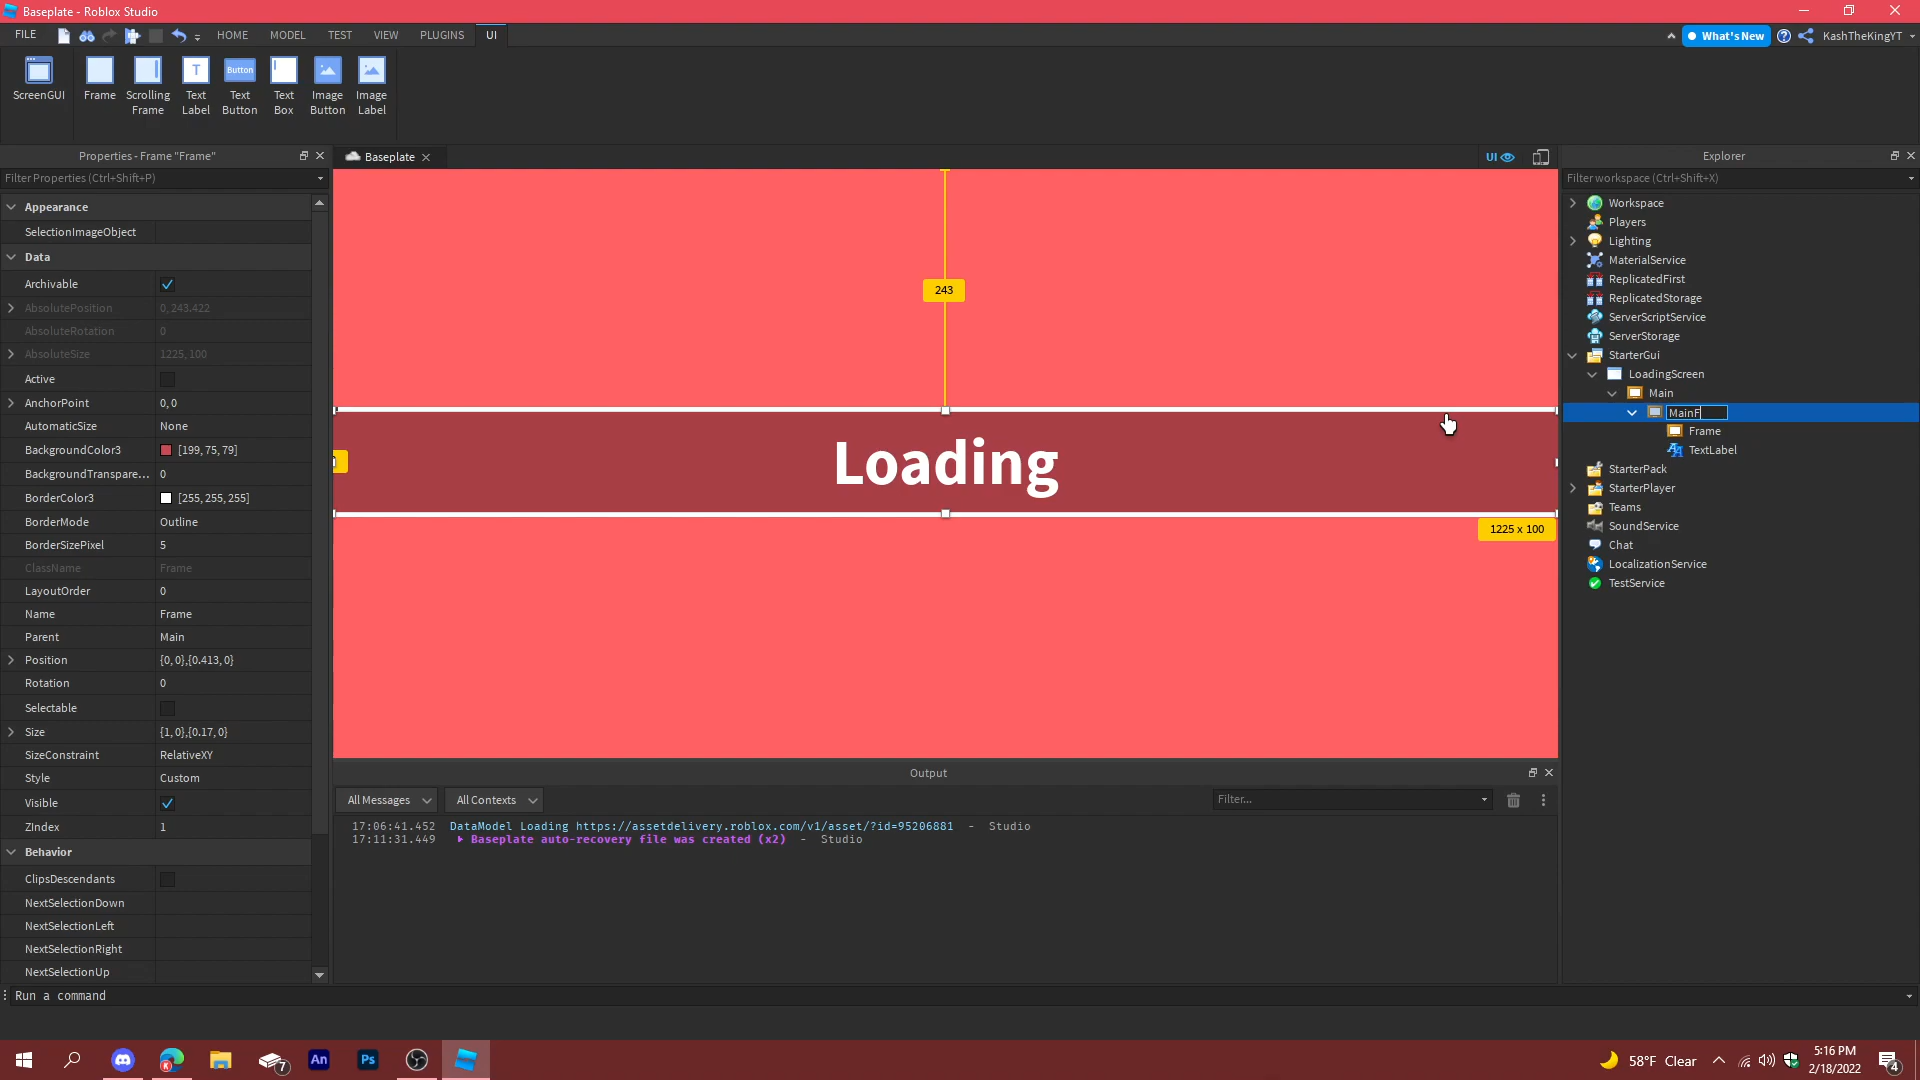 Baseplate - Roblox Studio
FILE HOME MODEL TEST VIEW PLUGINS UI What's New KashTheKingYT
ScreenGUI Frame Scrolling Frame Text Label Text Button Text Box Image Button Image Label
Button
T
Properties - Frame "Frame"
Filter Properties (Ctrl+Shift+P)
Appearance
SelectionImageObject
Data
Archivable
AbsolutePosition 0, 243.422
AbsoluteRotation 0
AbsoluteSize 1225, 100
Active
AnchorPoint 0, 0
AutomaticSize None
BackgroundColor3 [199, 75, 79]
BackgroundTranspare... 0
BorderColor3 [255, 255, 255]
BorderMode Outline
BorderSizePixel 5
ClassName Frame
LayoutOrder 0
Name Frame
Parent Main
Position {0, 0},{0.413, 0}
Rotation 0
Selectable
Size {1, 0},{0.17, 0}
SizeConstraint RelativeXY
Style Custom
Visible
ZIndex 1
Behavior
ClipsDescendants
NextSelectionDown
NextSelectionLeft
NextSelectionRight
NextSelectionUp
Baseplate
UI
243
Loading
1225 x 100
Output
All Messages All Contexts Filter...
17:06:41.452 DataModel Loading https://assetdelivery.roblox.com/v1/asset/?id=95206881 - Studio
17:11:31.449 Baseplate auto-recovery file was created (x2) - Studio
Explorer
Filter workspace (Ctrl+Shift+X)
Workspace
Players
Lighting
MaterialService
ReplicatedFirst
ReplicatedStorage
ServerScriptService
ServerStorage
StarterGui
LoadingScreen
Main
MainF
Frame
TextLabel
StarterPack
StarterPlayer
Teams
SoundService
Chat
LocalizationService
TestService
Run a command
7
An
Ps
58°F Clear
5:16 PM
2/18/2022
4